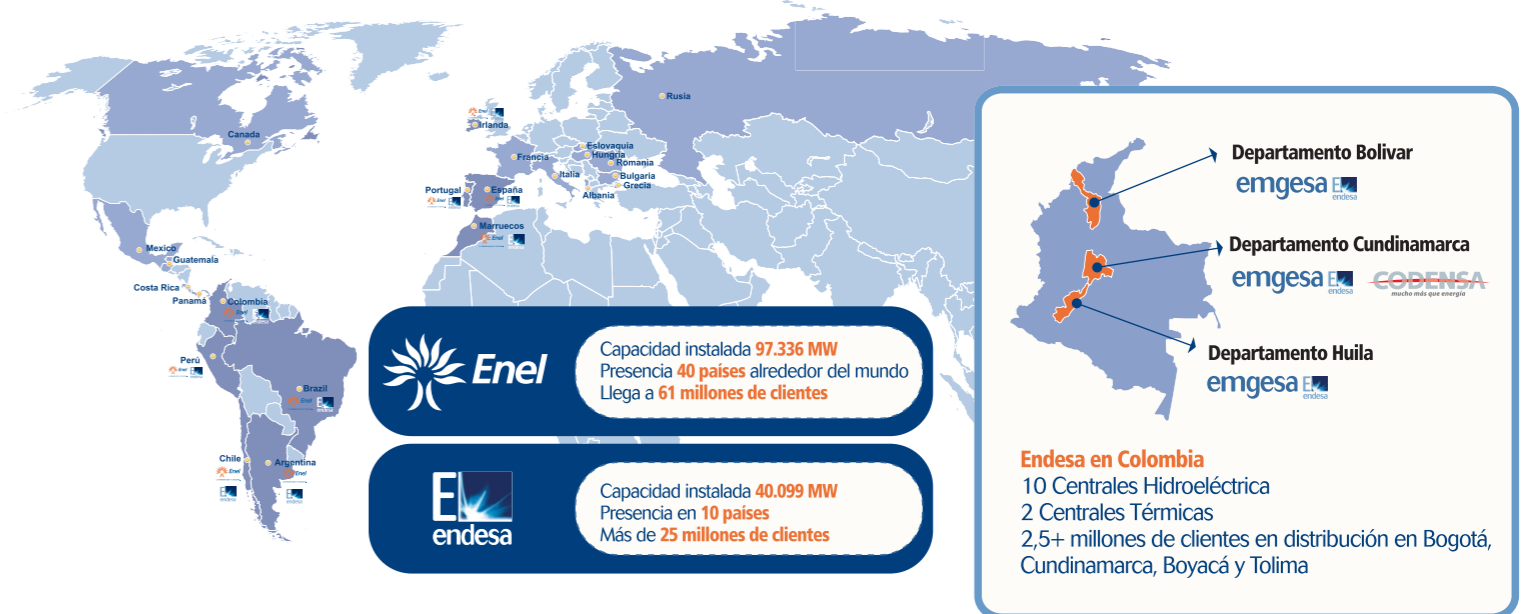 Rusia
Canada
Enel
Irlanda
Eslovaquia
Hungria
Francia
Romania
Italia
Bulgaria
Grecia
Portugal
España
Albania
Marruecos
Mexico
Guatemala
Costa Rica
Panamá
Colombia
Perú
Brazil
Chile
Argentina
Enel
Capacidad instalada 97.336 MW
Presencia 40 países alrededor del mundo
Llega a 61 millones de clientes
endesa
Capacidad instalada 40.099 MW
Presencia en 10 países
Más de 25 millones de clientes
Departamento Bolivar
emgesa endesa
Departamento Cundinamarca
emgesa endesa CODENSA
mucho más que energía
Departamento Huila
emgesa endesa
Endesa en Colombia
10 Centrales Hidroeléctrica
2 Centrales Térmicas
2,5+ millones de clientes en distribución en Bogotá,
Cundinamarca, Boyacá y Tolima